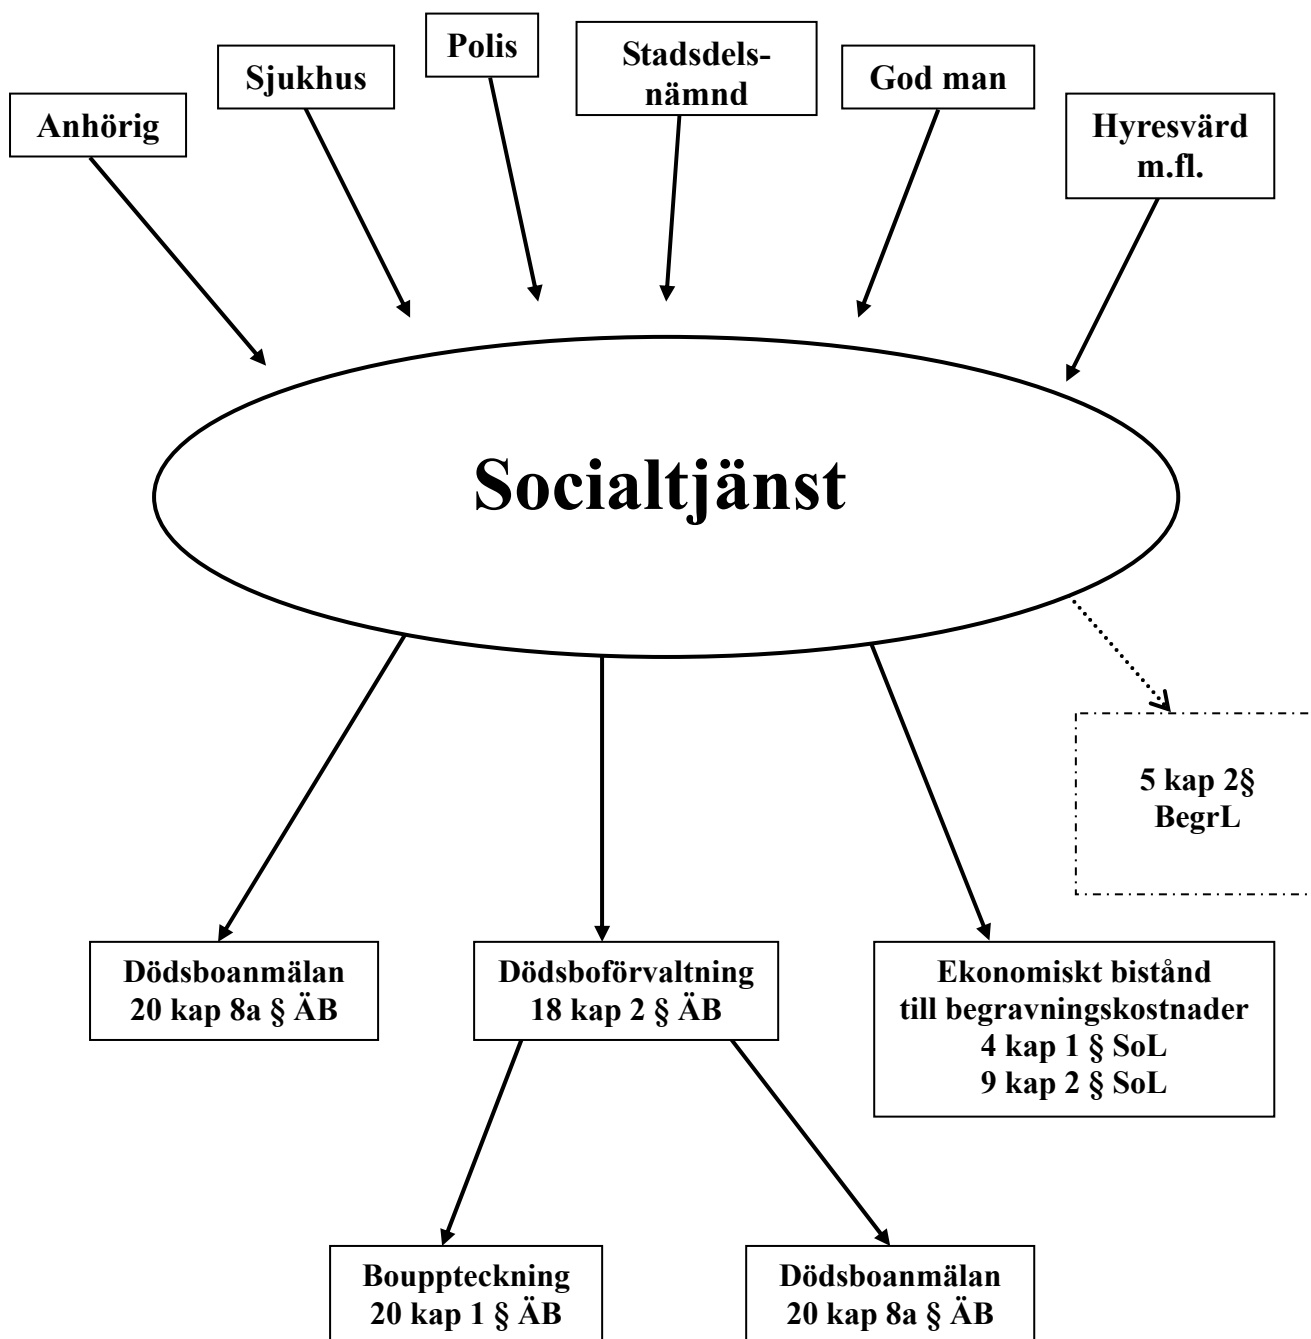 Anhörig
Sjukhus
Polis
Stadsdels-
nämnd
God man
Hyresvärd
m.fl.
Socialtjänst
5 kap 2§
BegrL
Dödsboanmälan
20 kap 8a § ÄB
Dödsboförvaltning
18 kap 2 § ÄB
Ekonomiskt bistånd
till begravningskostnader
4 kap 1 § SoL
9 kap 2 § SoL
Bouppteckning
20 kap 1 § ÄB
Dödsboanmälan
20 kap 8a § ÄB